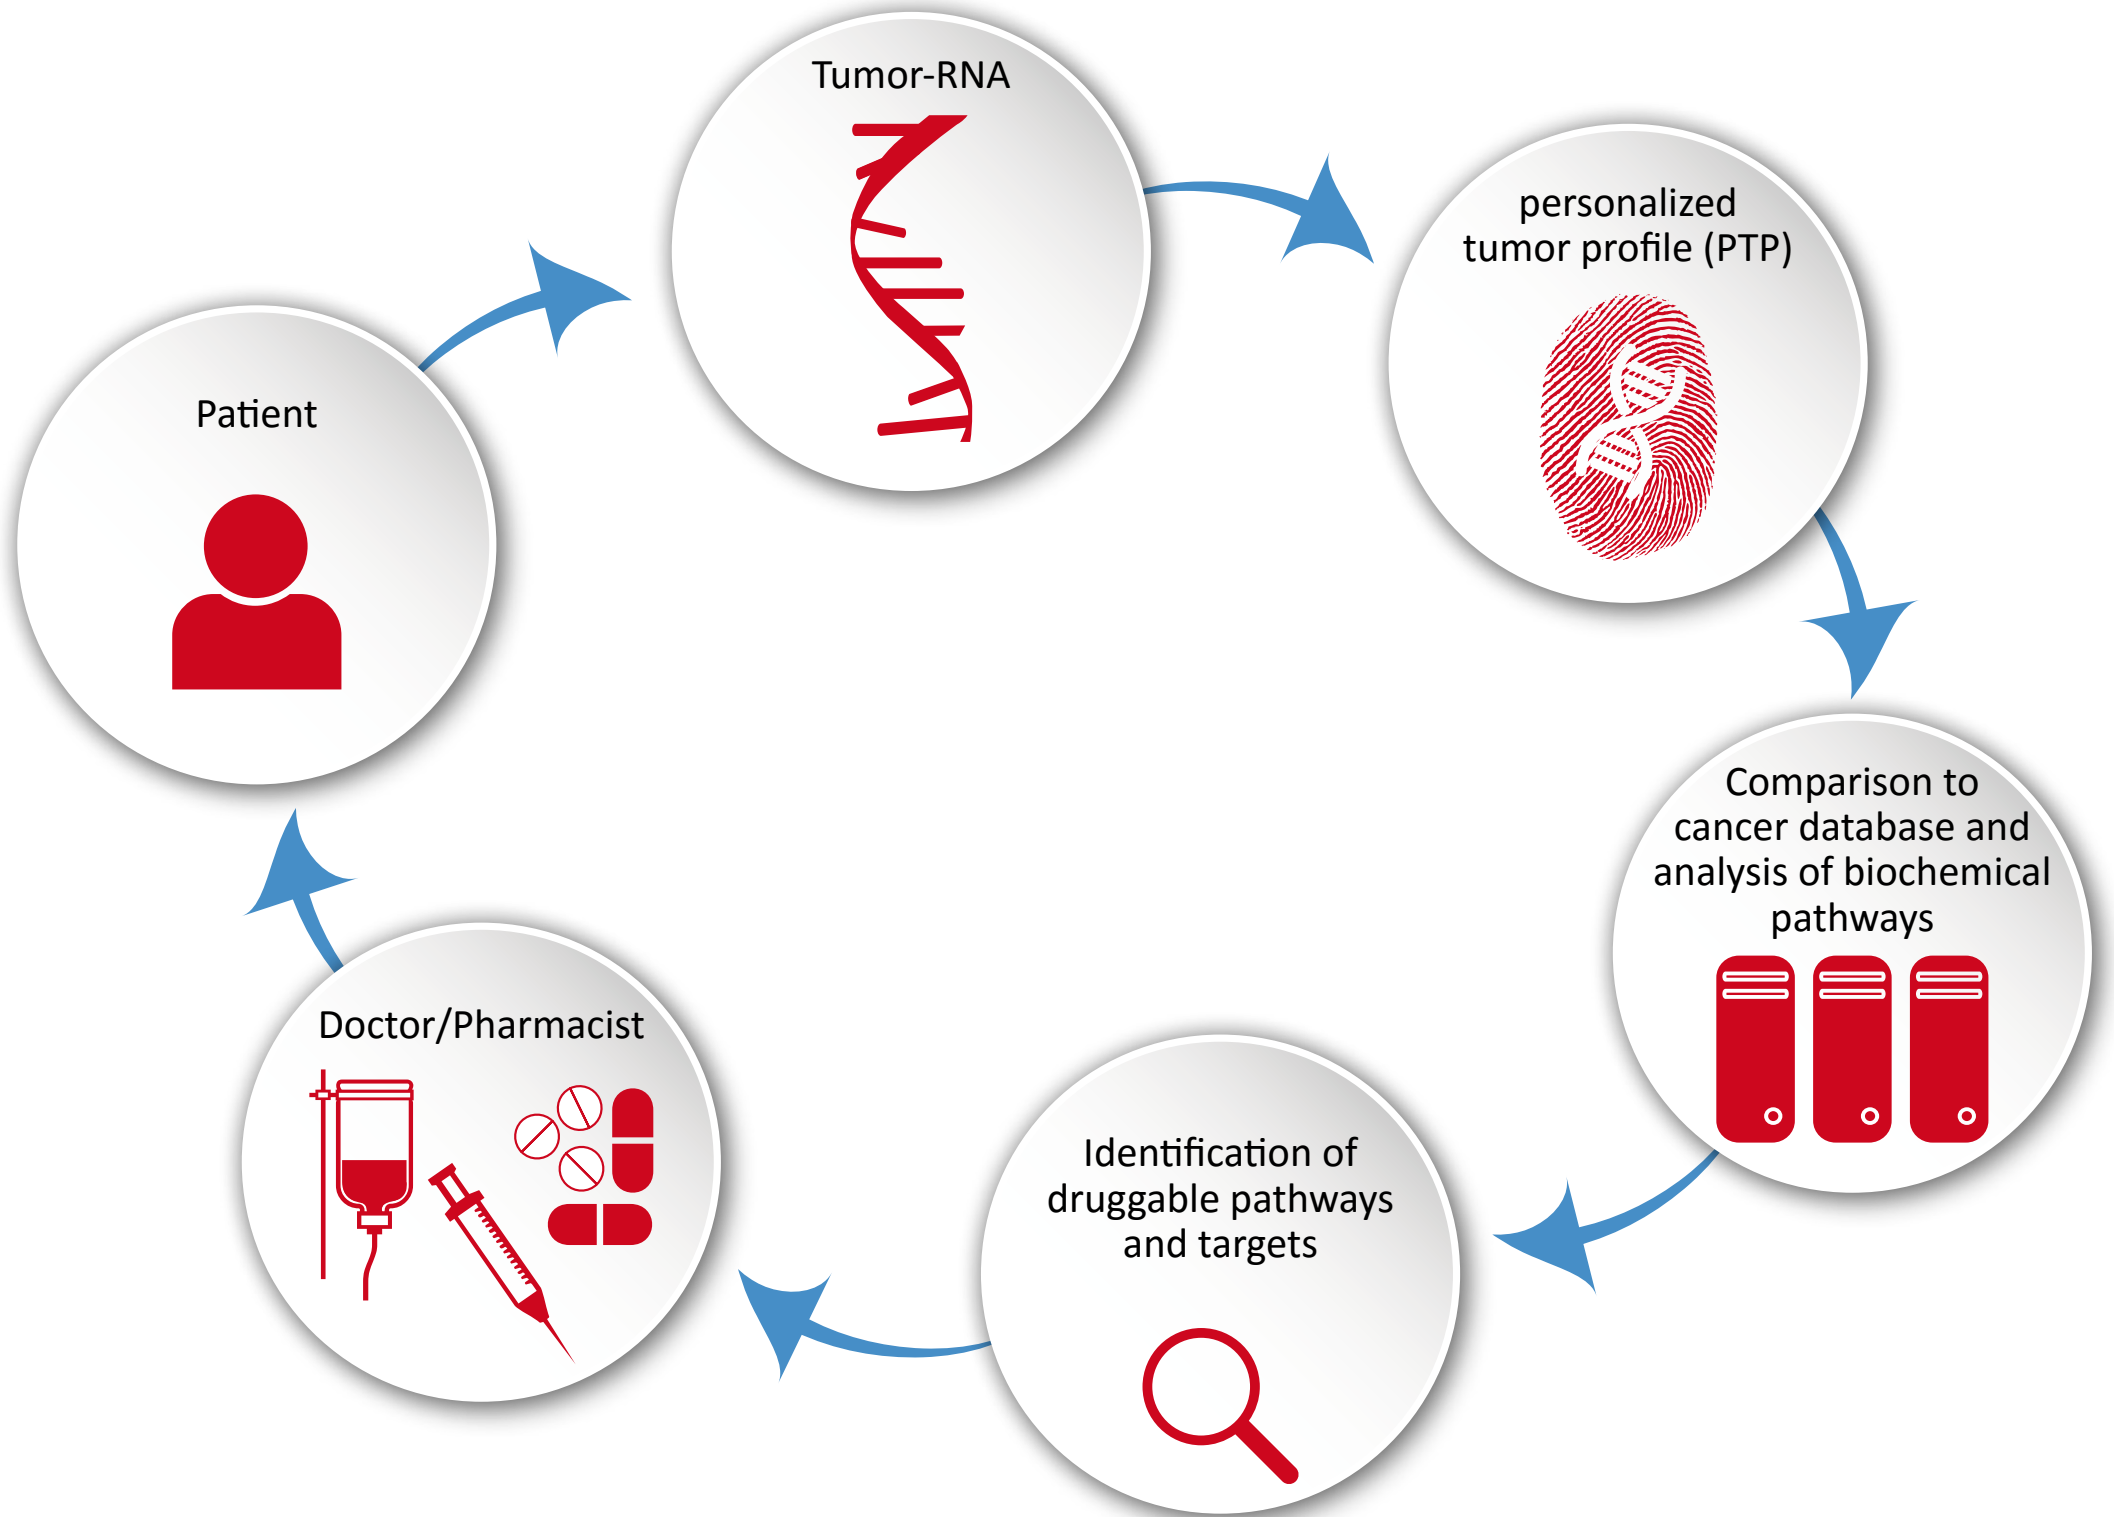 Tumor-RNA
personalized
tumor profile (PTP)
Patient
Comparison to
cancer database and
analysis of biochemical
pathways
Doctor/Pharmacist
Identification of
druggable pathways
and targets